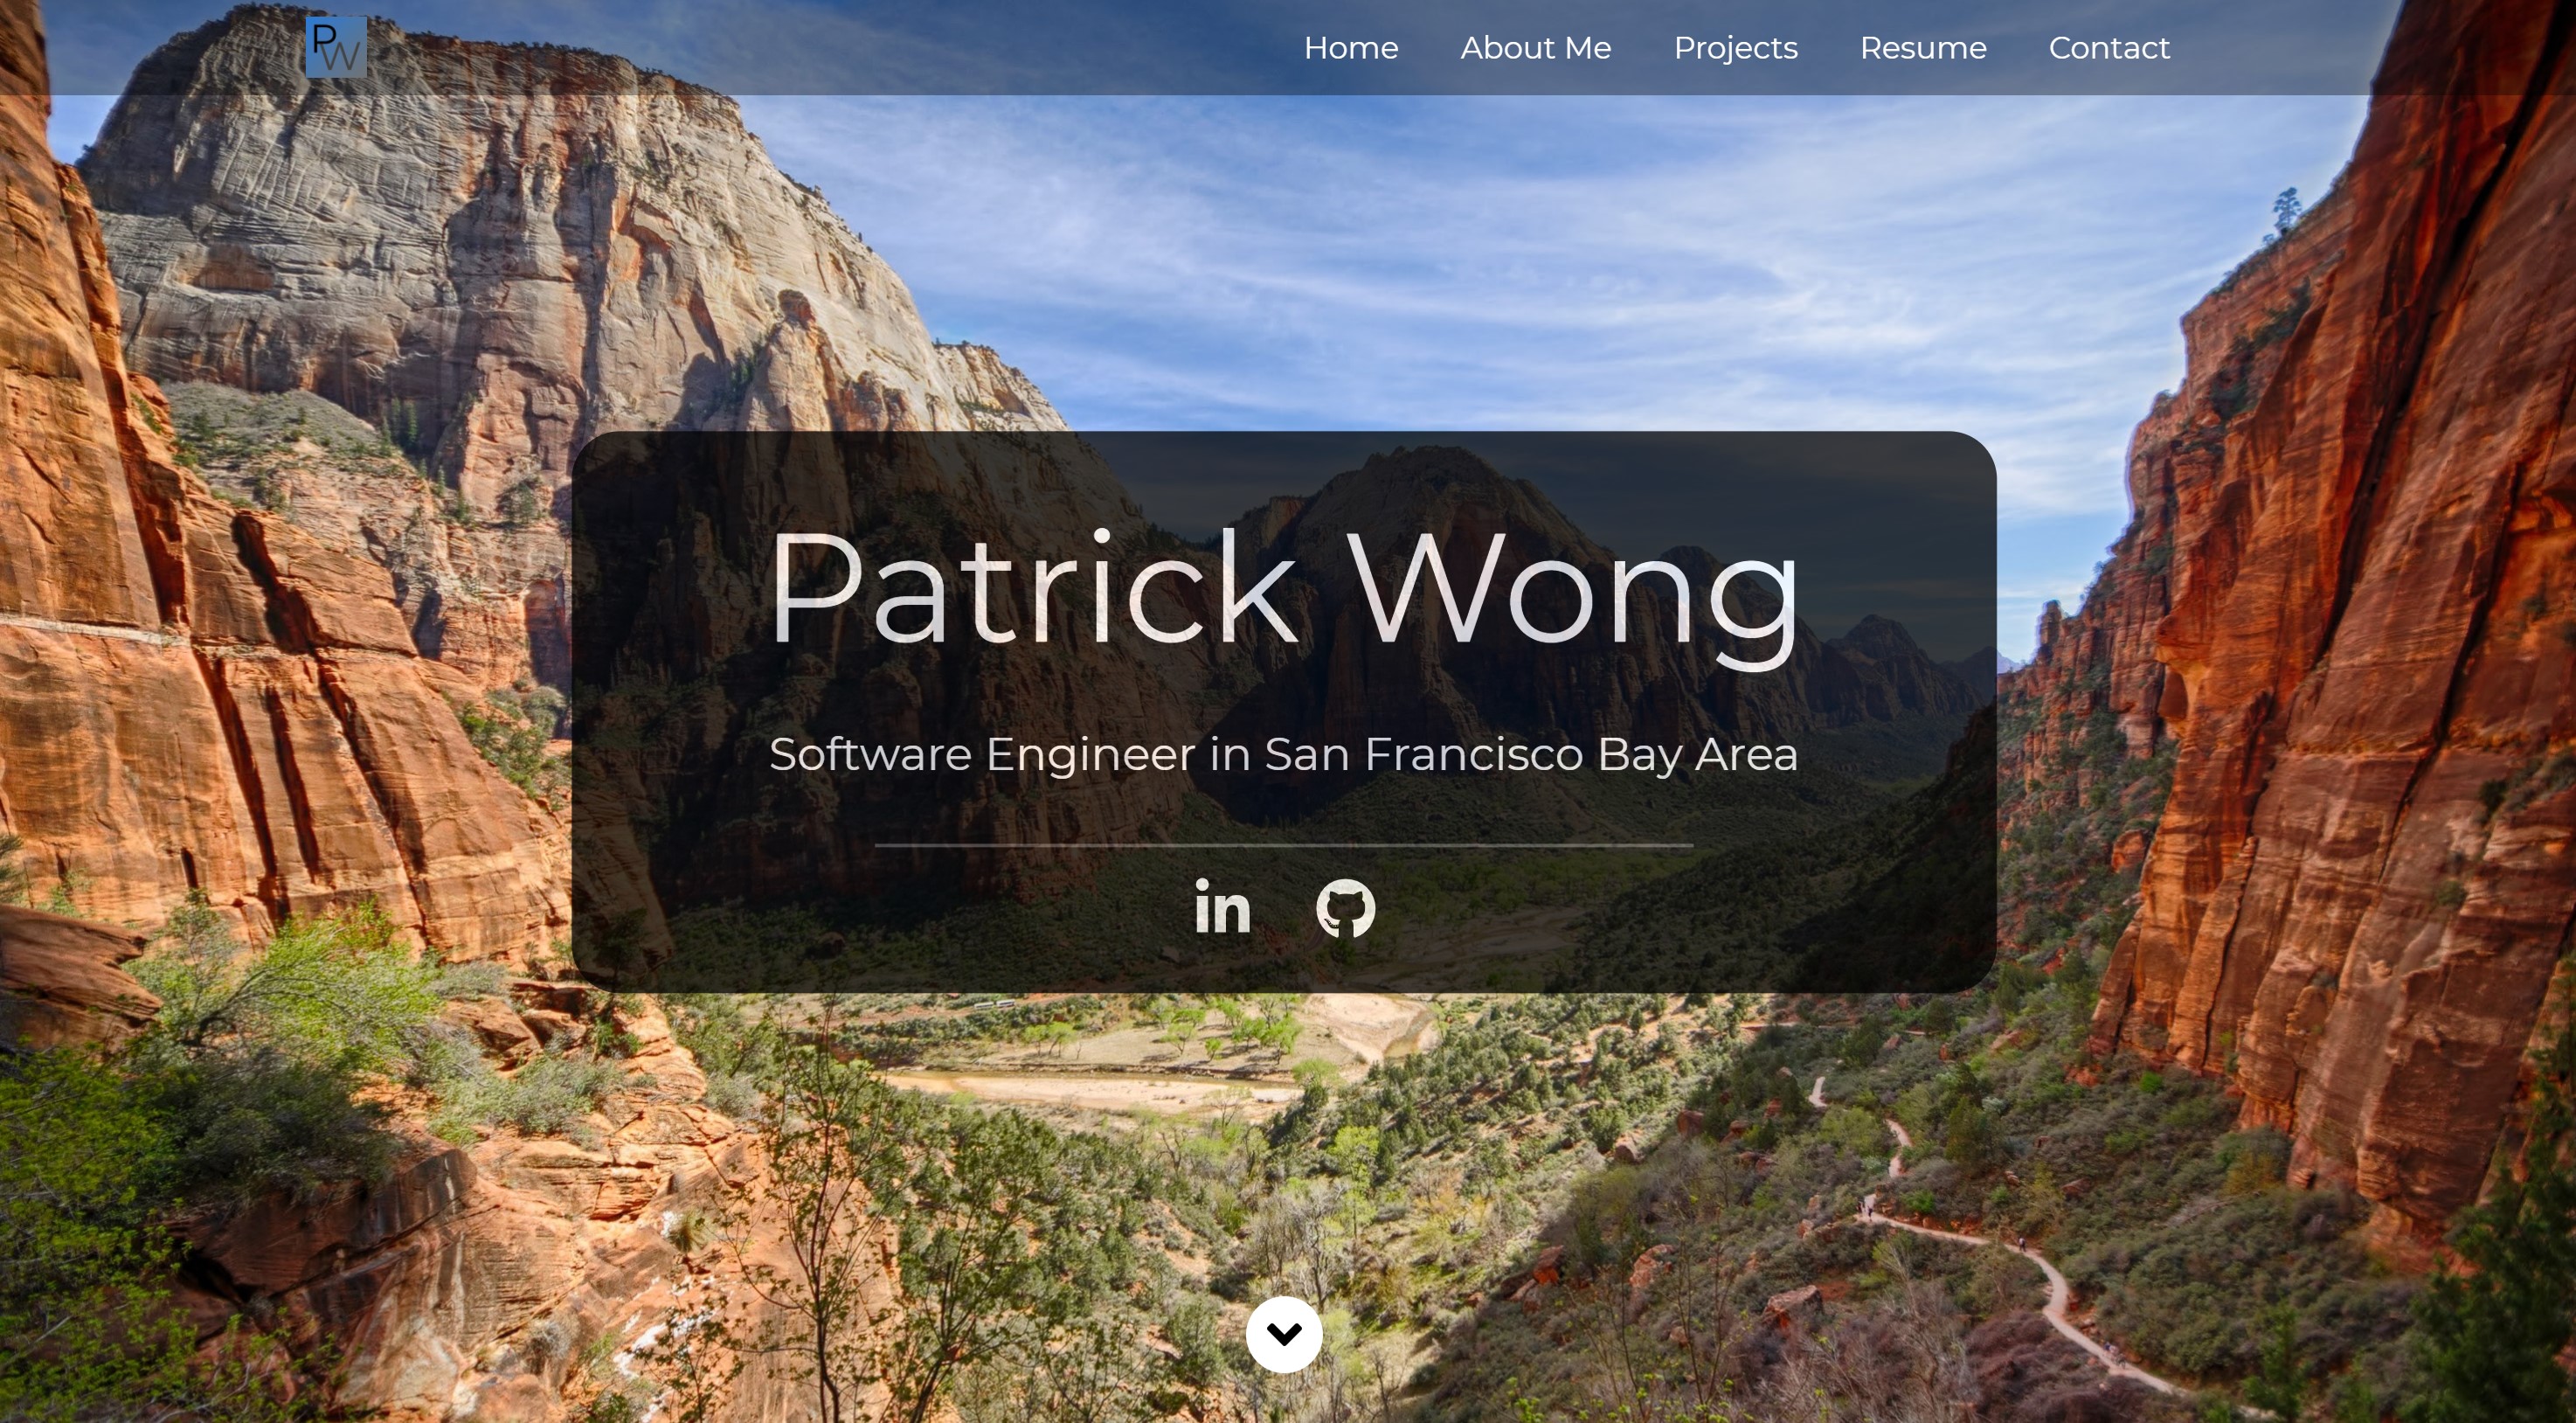 PW
Home About Me Projects Resume Contact
Patrick Wong
Software Engineer in San Francisco Bay Area
in